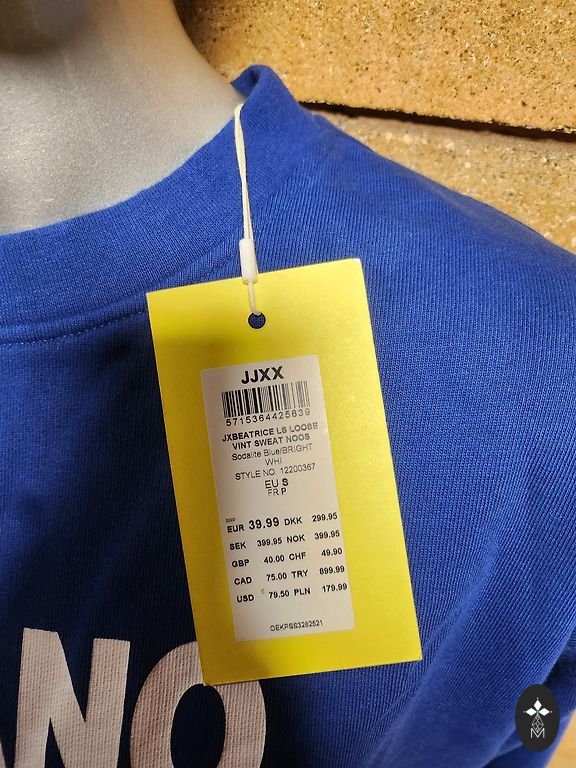 JJXX
5715364425639
JXBEATRICE LS LOOSE
VINT SWEAT NOOS
Sodalite Blue/BRIGHT
WHI
STYLE NO. 12200367
EU S
FR P
RRP
EUR 39.99 DKK 299.95
SEK 399.95 NOK 399.95
GBP 40.00 CHF 49.90
CAD 75.00 TRY 899.99
USD 79.50 PLN 179.99
OEKPSS3282521
NO
M